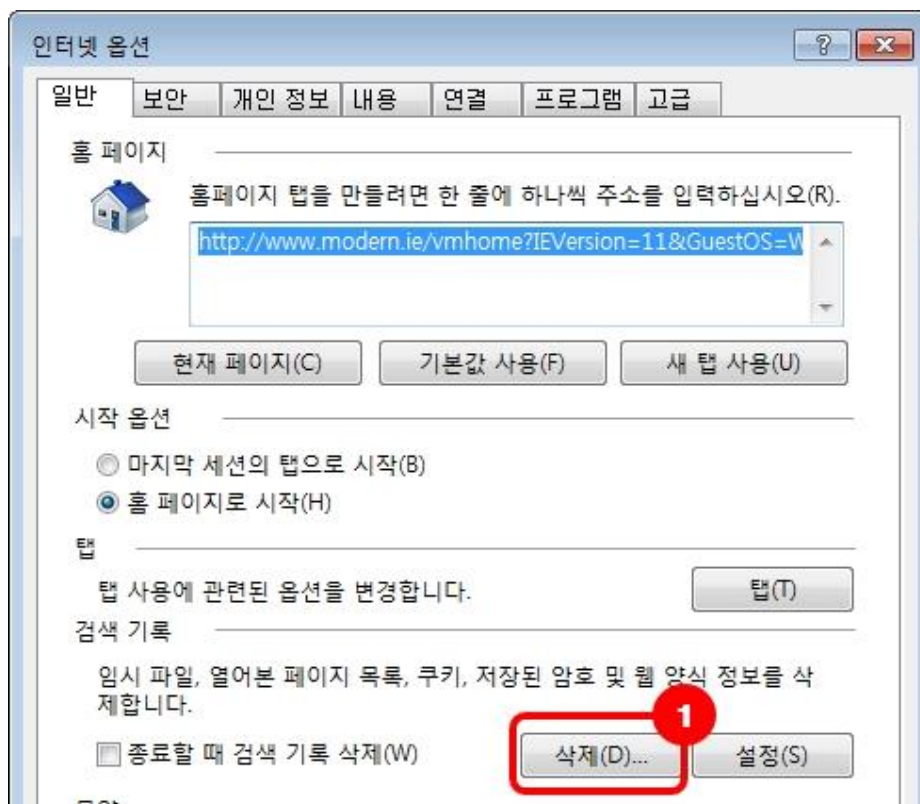 인터넷 옵션
일반 보안 개인 정보 내용 연결 프로그램 고급
홈 페이지
홈페이지 탭을 만들려면 한 줄에 하나씩 주소를 입력하십시오(R).
http://www.modern.ie/vmhome?IEVersion=11&GuestOS=W
현재 페이지(C) 기본값 사용(F) 새 탭 사용(U)
시작 옵션
마지막 세션의 탭으로 시작(B)
홈 페이지로 시작(H)
탭
탭 사용에 관련된 옵션을 변경합니다. 탭(T)
검색 기록
임시 파일, 열어본 페이지 목록, 쿠키, 저장된 암호 및 웹 양식 정보를 삭
제합니다.
1
종료할 때 검색 기록 삭제(W) 삭제(D)... 설정(S)